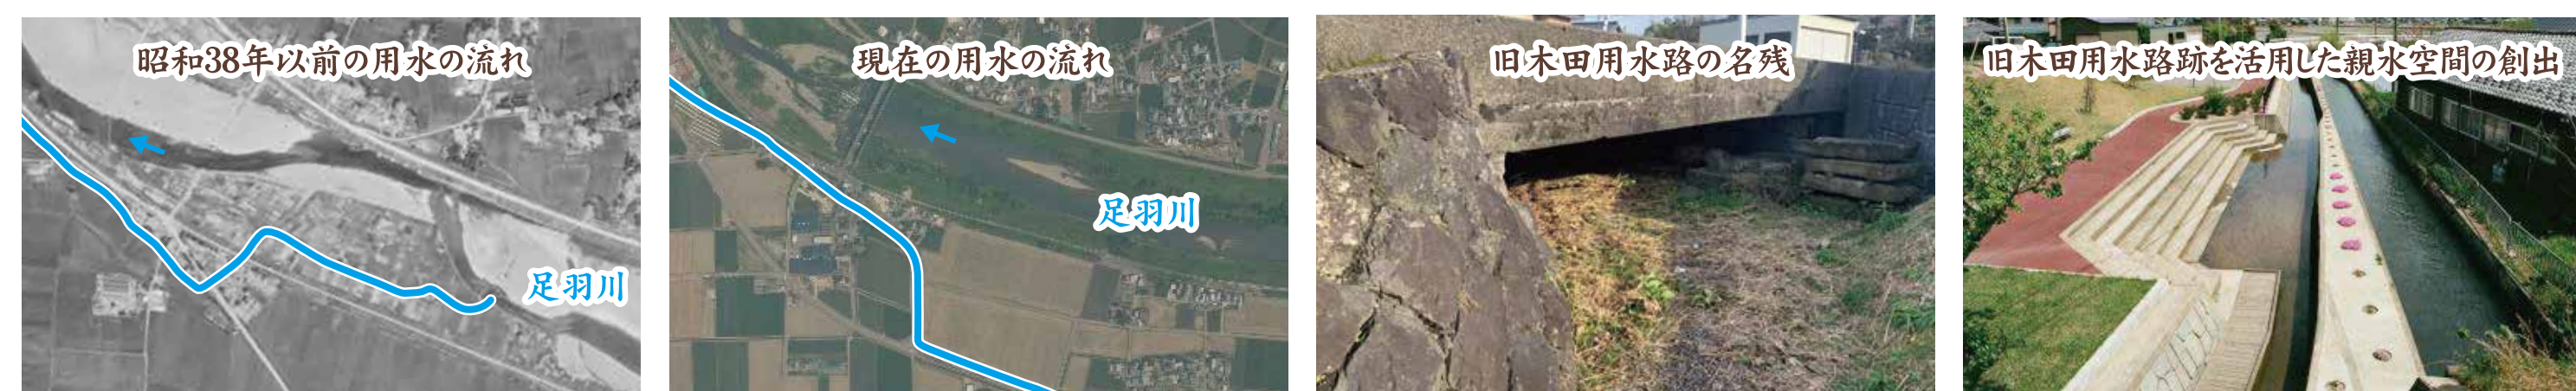 昭和38年以前の用水の流れ
足羽川
現在の用水の流れ
足羽川
旧木田用水路の名残
旧木田用水路跡を活用した親水空間の創出